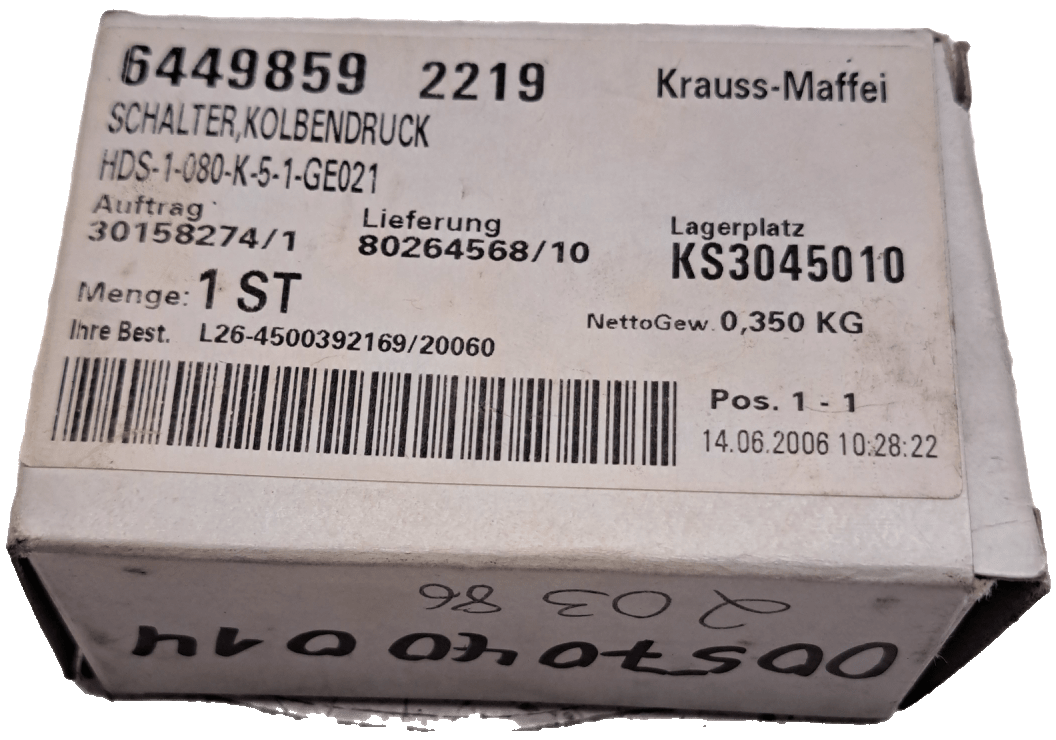 6449859 2219 Krauss-Maffei
SCHALTER,KOLBENDRUCK
HDS-1-080-K-5-1-GE021
Auftrag Lieferung Lagerplatz
30158274/1 80264568/10 KS3045010
Menge: 1 ST NettoGew. 0,350 KG
Ihre Best. L26-4500392169/20060
Pos. 1 - 1
14.06.2006 10:28:22